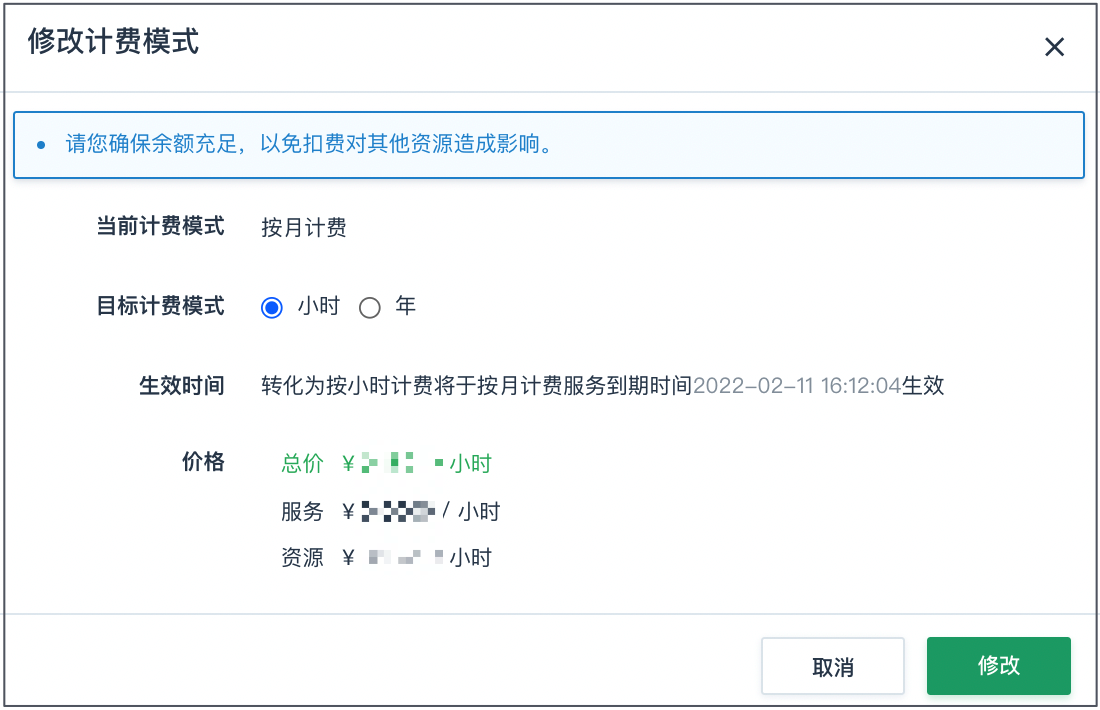 修改计费模式
请您确保余额充足，以免扣费对其他资源造成影响。
当前计费模式 按月计费
目标计费模式 小时 年
生效时间 转化为按小时计费将于按月计费服务到期时间2022-02-11 16:12:04生效
价格 总价 ¥ 小时
服务 ¥ / 小时
资源 ¥ 小时
取消 修改